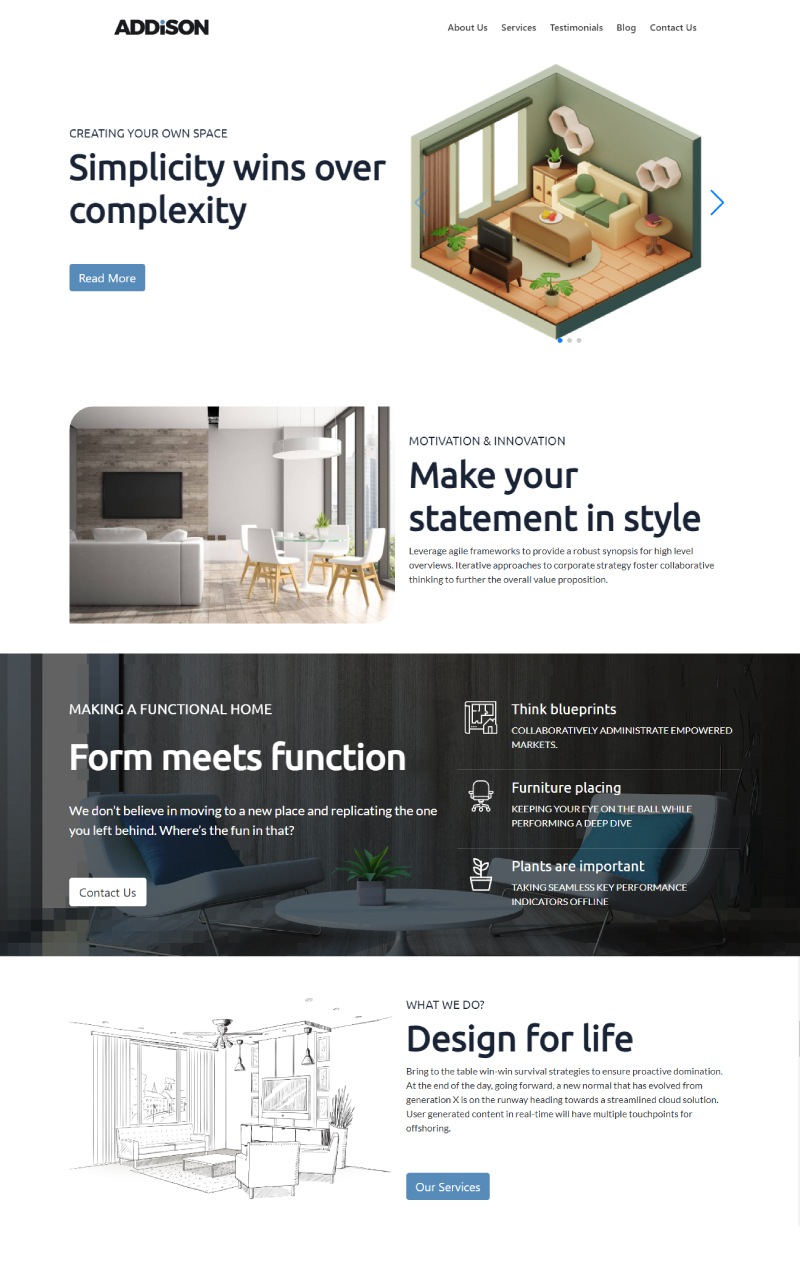 ADDiSON
About Us Services Testimonials Blog Contact Us
CREATING YOUR OWN SPACE
Simplicity wins over
complexity
Read More
MOTIVATION & INNOVATION
Make your
statement in style
Leverage agile frameworks to provide a robust synopsis for high level
overviews. Iterative approaches to corporate strategy foster collaborative
thinking to further the overall value proposition.
MAKING A FUNCTIONAL HOME
Form meets function
We don't believe in moving to a new place and replicating the one
you left behind. Where's the fun in that?
Contact Us
Think blueprints
COLLABORATIVELY ADMINISTRATE EMPOWERED
MARKETS.
Furniture placing
KEEPING YOUR EYE ON THE BALL WHILE
PERFORMING A DEEP DIVE
Plants are important
TAKING SEAMLESS KEY PERFORMANCE
INDICATORS OFFLINE
WHAT WE DO?
Design for life
Bring to the table win-win survival strategies to ensure proactive domination.
At the end of the day, going forward, a new normal that has evolved from
generation X is on the runway heading towards a streamlined cloud solution.
User generated content in real-time will have multiple touchpoints for
offshoring.
Our Services